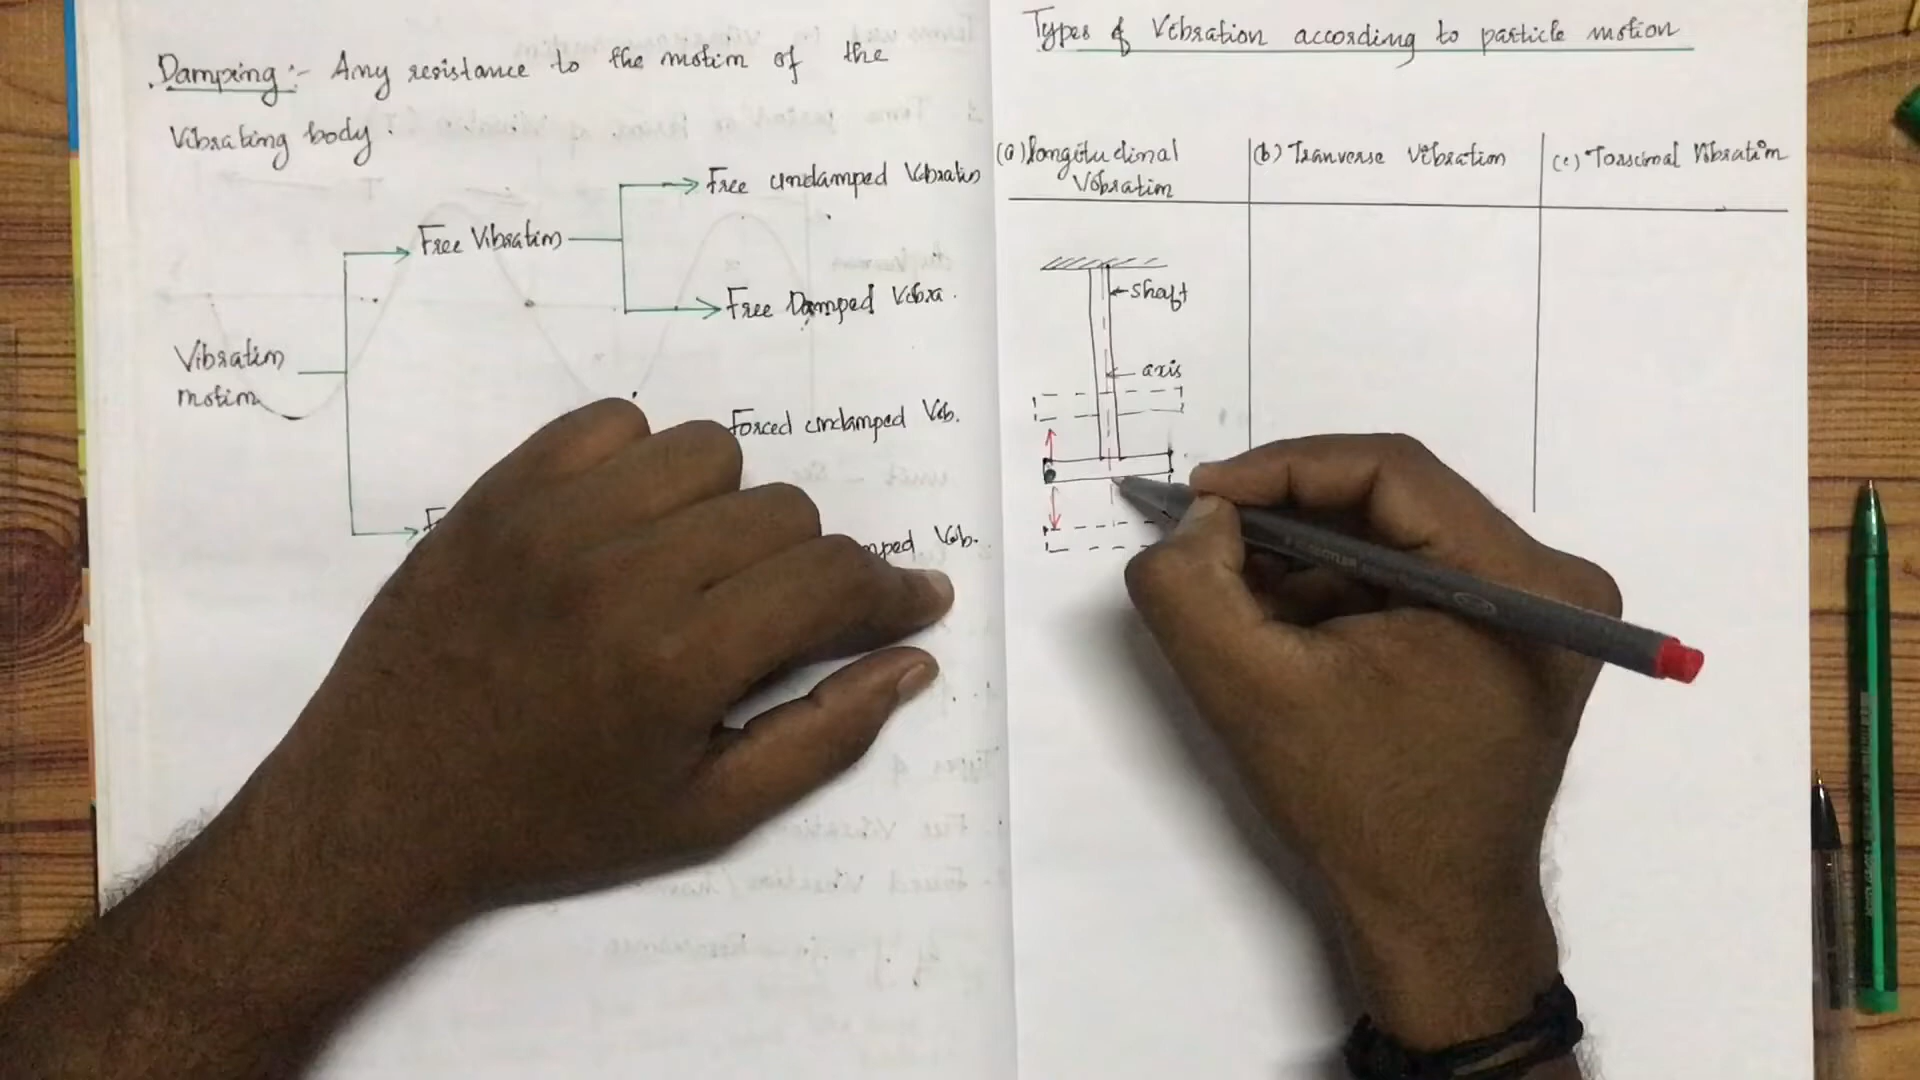 Damping :- Any resistance to the motion of the
Vibrating body.
Vibration
motion
Free Vibration
Free undamped Vibration
Free Damped Vibra.
Forced undamped Vib.
Vib.
Types of Vibration according to particle motion
(a) longitudinal
Vibration
(b) Tranverse Vibration
(c) Torsional Vibration
shaft
axis